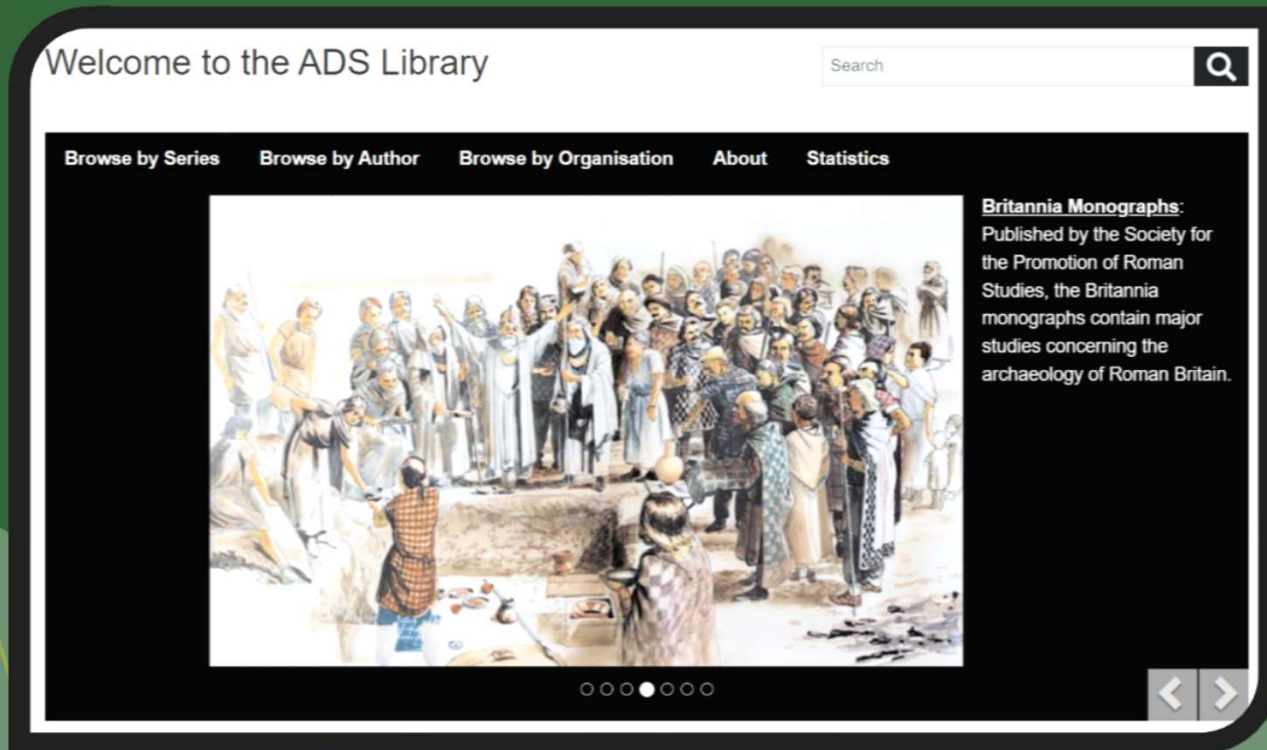 Welcome to the ADS Library
Search
Browse by Series Browse by Author Browse by Organisation About Statistics
Britannia Monographs:
Published by the Society for
the Promotion of Roman
Studies, the Britannia
monographs contain major
studies concerning the
archaeology of Roman Britain.